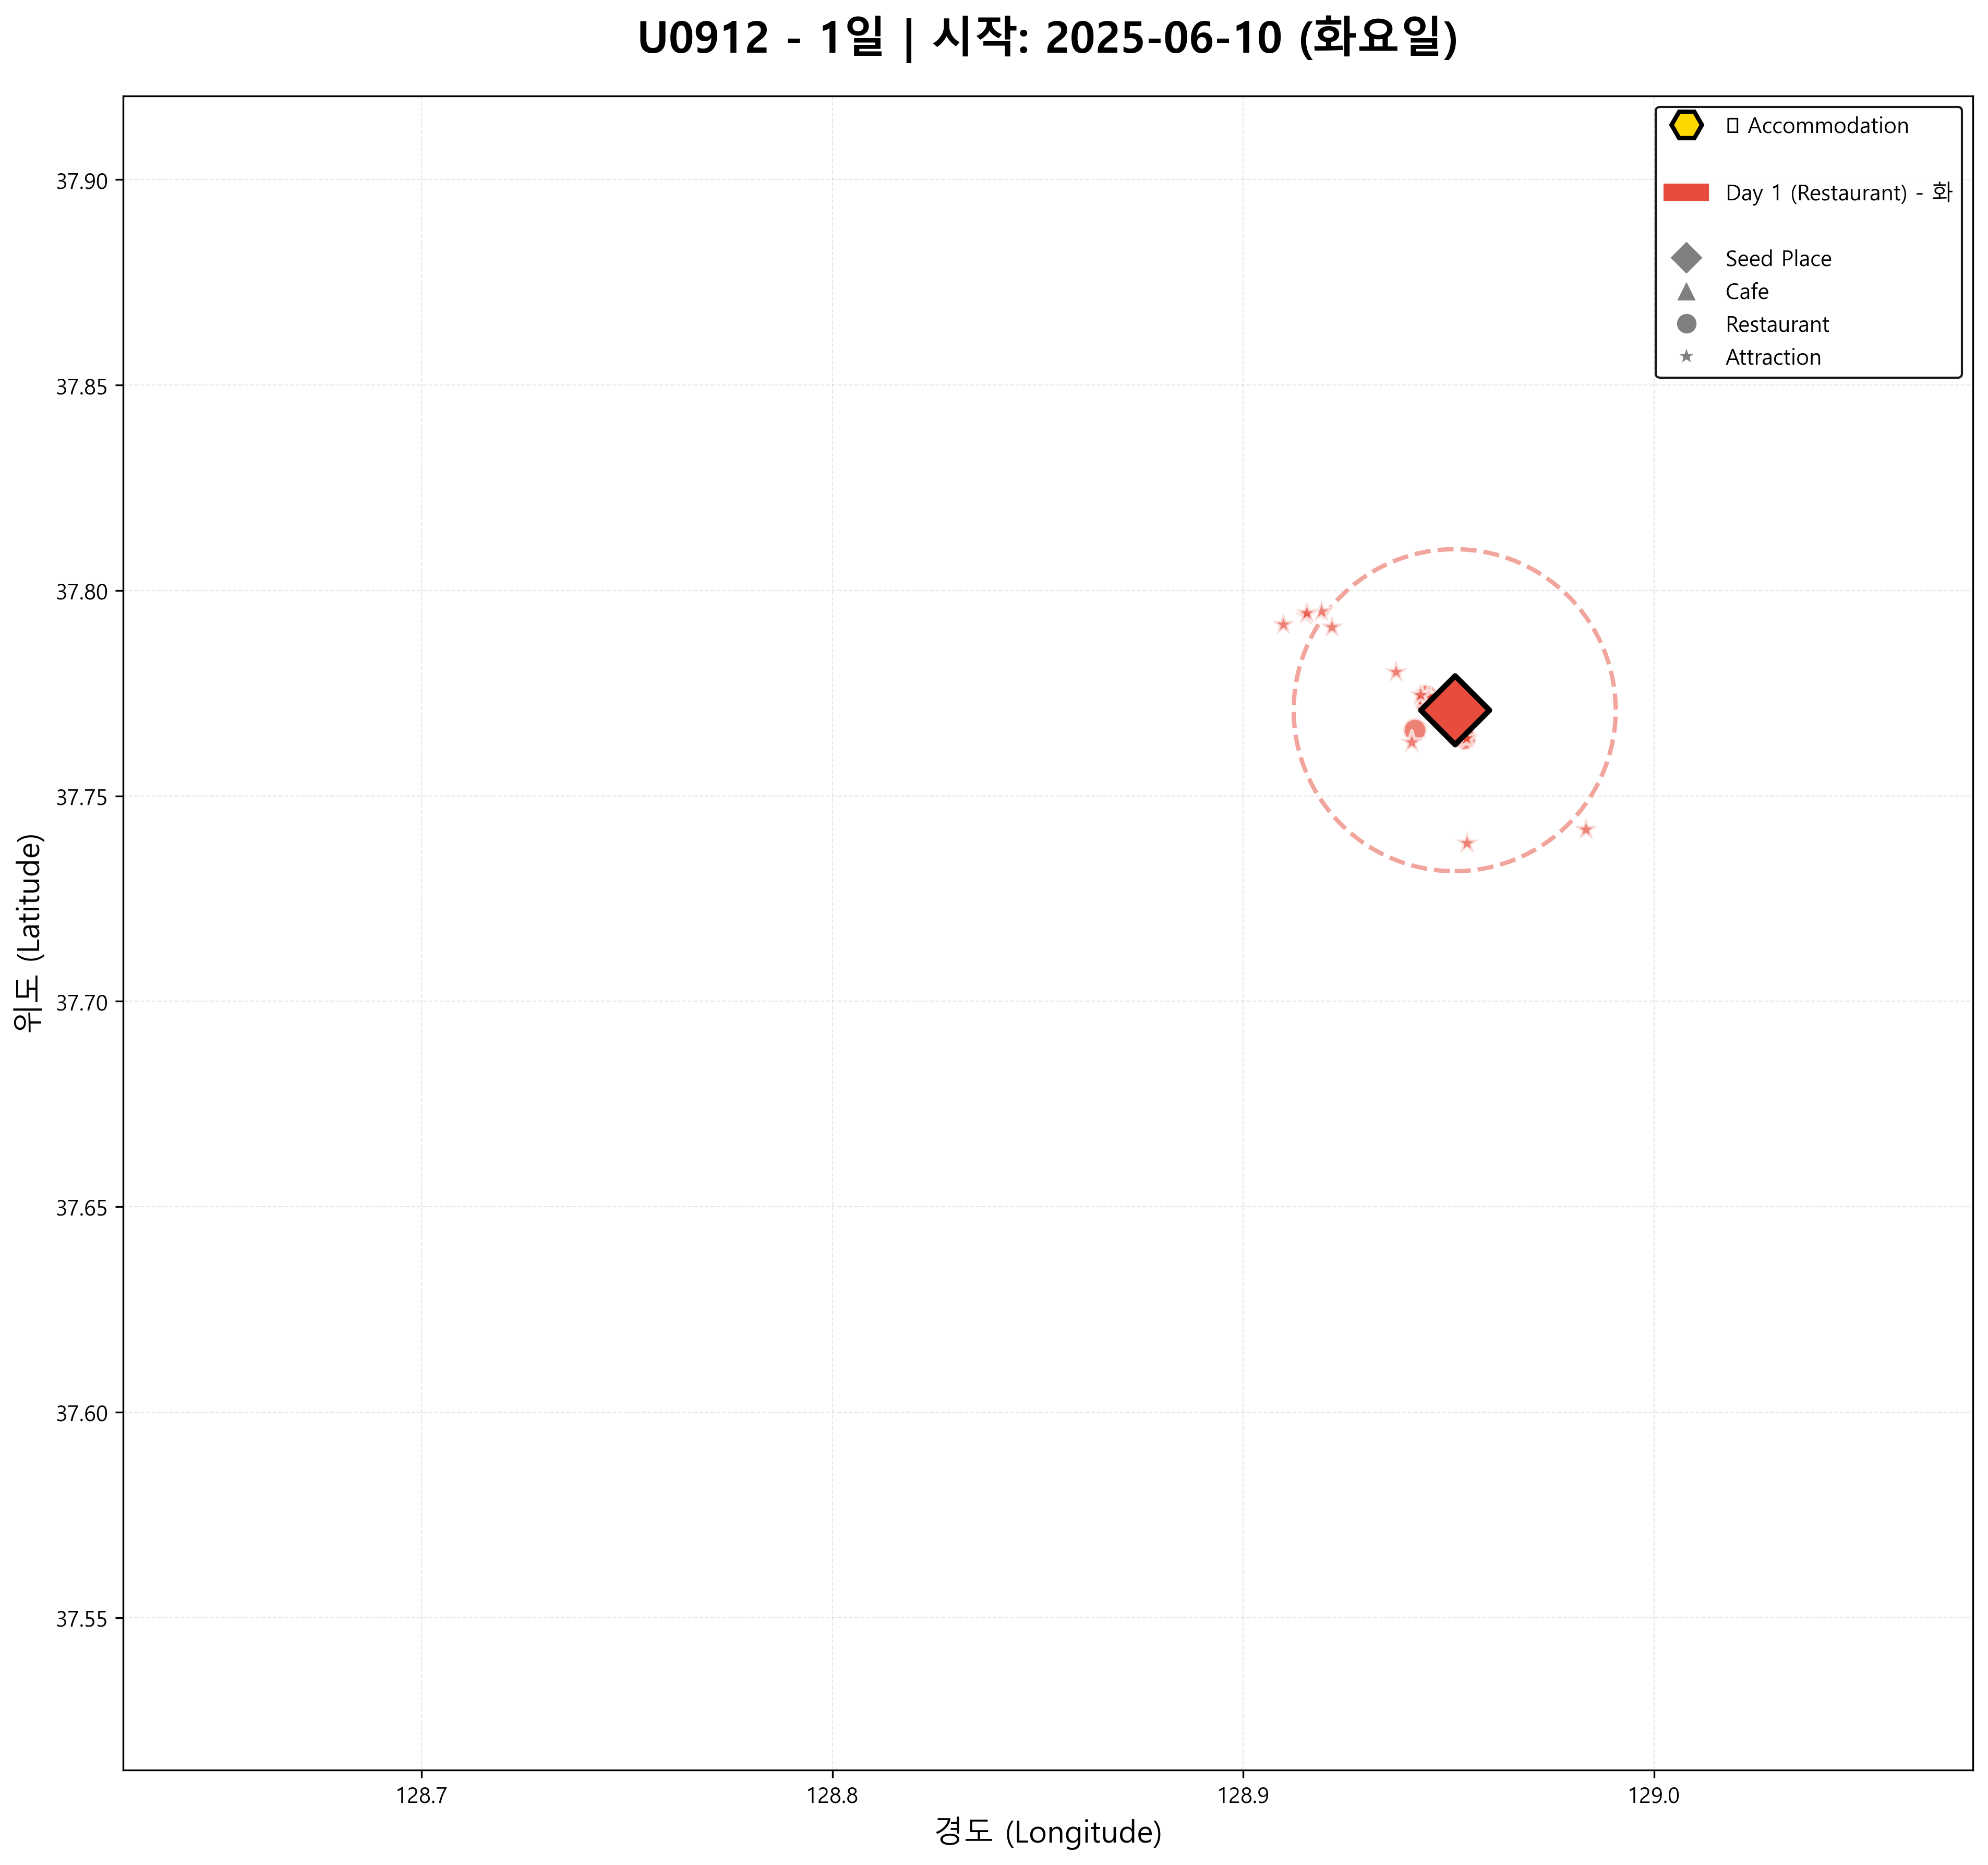 U0912 - 1일 | 시작: 2025-06-10 (화요일)
▯ Accommodation
Day 1 (Restaurant) - 화
Seed Place
Cafe
Restaurant
Attraction
위도 (Latitude)
37.90
37.85
37.80
37.75
37.70
37.65
37.60
37.55
128.7
128.8
128.9
129.0
경도 (Longitude)